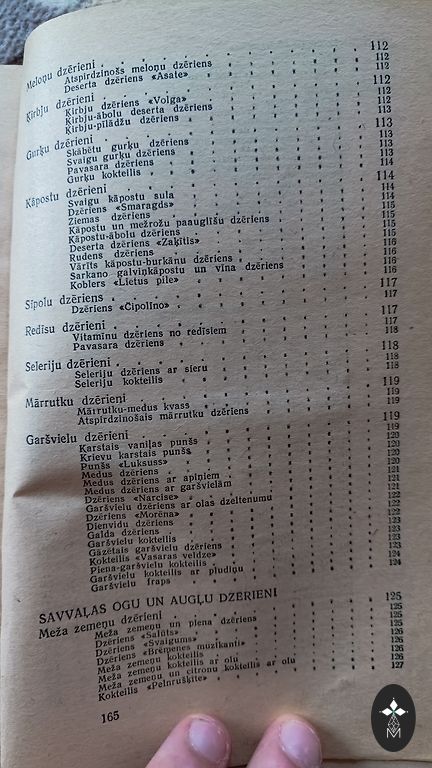 Meloņu dzērieni 112
Atspirdzinošs meloņu dzēriens 112
Deserta dzēriens «Asate» 112
Ķirbju dzērieni 112
Ķirbju dzēriens «Volga» 112
Ķirbju-ābolu deserta dzēriens 112
Ķirbju-pīlādžu dzēriens 113
Gurķu dzērieni 113
Skābētu gurķu dzēriens 113
Svaigu gurķu dzēriens 113
Pavasara dzēriens 113
Gurķu kokteilis 114
Kāpostu dzērieni 114
Svaigu kāpostu sula 114
Dzēriens «Smaragds» 114
Ziemas dzēriens 115
Kāpostu un mežrožu paauglīšu dzēriens 115
Kāpostu-ābolu dzēriens 115
Deserta dzēriens «Zaķītis» 115
Rudens dzēriens 116
Vārīts kāpostu-burkānu dzēriens 116
Sarkano galviņkāpostu un vīna dzēriens 116
Koblers «Lietus pile» 116
Sīpolu dzēriens 117
Dzēriens «Cipolīno» 117
Redīsu dzērieni 117
Vitamīnu dzēriens no redīsiem 117
Pavasara dzēriens 118
Seleriju dzērieni 118
Seleriju dzēriens ar sieru 118
Seleriju kokteilis 118
Mārrutku dzērieni 119
Mārrutku-medus kvass 119
Atspirdzinošais mārrutku dzēriens 119
Garšvielu dzērieni 119
Karstais vaniļas punšs 119
Krievu karstais punšs 120
Punšs «Luksuss» 120
Medus dzēriens 120
Medus dzēriens ar apiņiem 121
Medus dzēriens ar garšvielām 121
Dzēriens «Narcise» 121
Garšvielu dzēriens ar olas dzeltenumu 122
Dzēriens «Morēna» 122
Dienvidu dzēriens 122
Galda dzēriens 123
Garšvielu kokteilis 123
Gāzētais garšvielu dzēriens 123
Kokteilis «Vasaras veldze» 123
Piena-garšvielu kokteilis 124
Garšvielu kokteilis ar pludiņu 124
Garšvielu fraps
SAVVAĻAS OGU UN AUGĻU DZĒRIENI 125
Meža zemeņu dzērieni 125
Meža zemeņu un piena dzēriens 125
Dzēriens «Salūts» 125
Dzēriens «Svaigums» 126
Dzēriens «Brēmenes muzikanti» 126
Meža zemeņu kokteilis 126
Meža zemeņu kokteilis ar olu 126
Meža zemeņu un citronu kokteilis ar olu 126
Kokteilis «Pelnrušķīte» 127
165